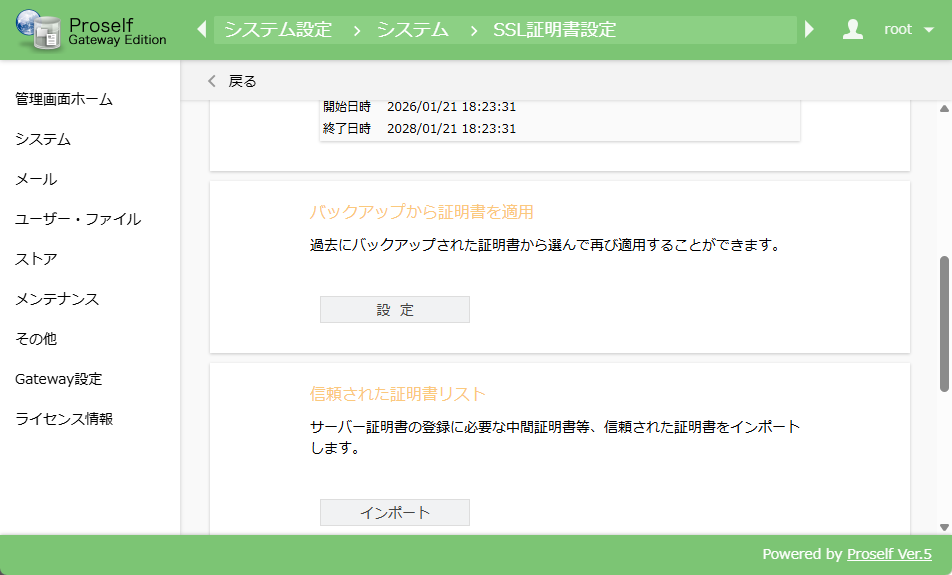 Proself
Gateway Edition
システム設定 > システム > SSL証明書設定
root
戻る
管理画面ホーム
システム
メール
ユーザー・ファイル
ストア
メンテナンス
その他
Gateway設定
ライセンス情報
開始日時 2026/01/21 18:23:31
終了日時 2028/01/21 18:23:31
バックアップから証明書を適用
過去にバックアップされた証明書から選んで再び適用することができます。
設 定
信頼された証明書リスト
サーバー証明書の登録に必要な中間証明書等、信頼された証明書をインポート
します。
インポート
Powered by Proself Ver.5